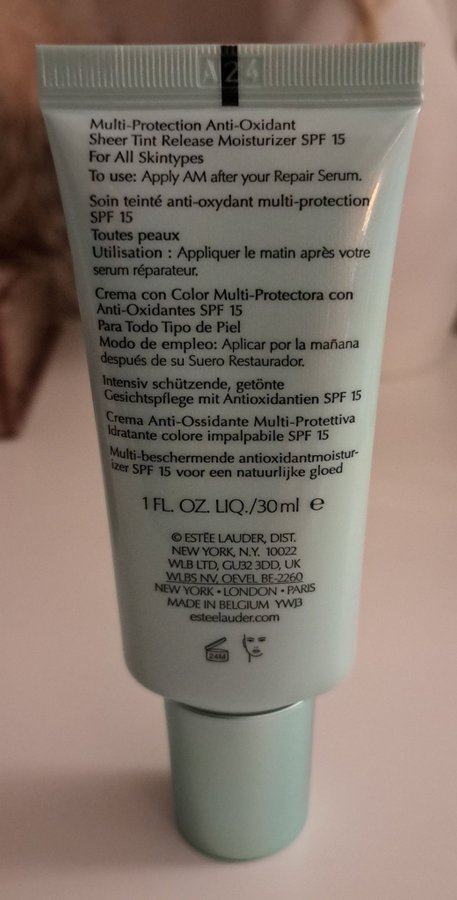 A24
Multi-Protection Anti-Oxidant
Sheer Tint Release Moisturizer SPF 15
For All Skintypes
To use: Apply AM after your Repair Serum.
Soin teinté anti-oxydant multi-protection
SPF 15
Toutes peaux
Utilisation : Appliquer le matin après votre
serum réparateur.
Crema con Color Multi-Protectora con
Anti-Oxidantes SPF 15
Para Todo Tipo de Piel
Modo de empleo: Aplicar por la mañana
después de su Suero Restaurador.
Intensiv schützende, getönte
Gesichtspflege mit Antioxidantien SPF 15
Crema Anti-Ossidante Multi-Protettiva
Idratante colore impalpabile SPF 15
Multi-beschermende antioxidantmoistur-
izer SPF 15 voor een natuurlijke gloed
1 FL. OZ. LIQ./30 ml e
© ESTĒE LAUDER, DIST.
NEW YORK, N.Y. 10022
WLB LTD, GU32 3DD, UK
WLBS NV, OEVEL BE-2260
NEW YORK • LONDON • PARIS
MADE IN BELGIUM YWJ3
esteelauder.com
24M